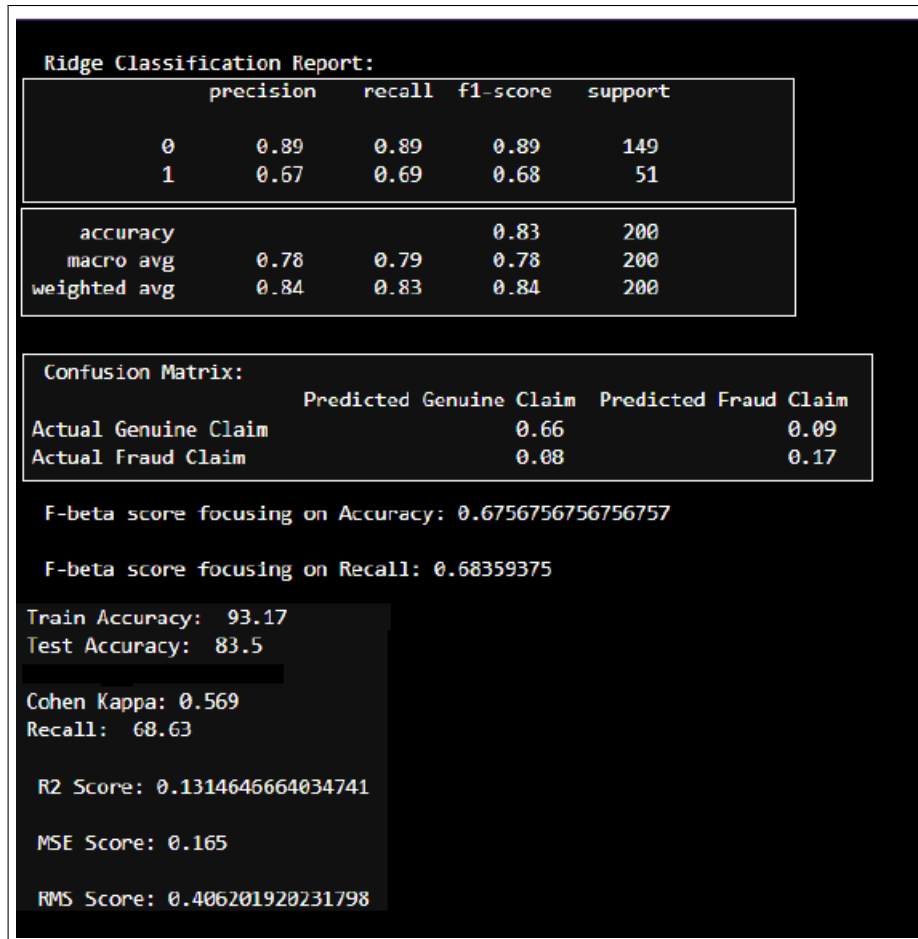 Ridge Classification Report:
precision recall f1-score support
0 0.89 0.89 0.89 149
1 0.67 0.69 0.68 51
accuracy 0.83 200
macro avg 0.78 0.79 0.78 200
weighted avg 0.84 0.83 0.84 200
Confusion Matrix:
Predicted Genuine Claim Predicted Fraud Claim
Actual Genuine Claim 0.66 0.09
Actual Fraud Claim 0.08 0.17
F-beta score focusing on Accuracy: 0.6756756756756757
F-beta score focusing on Recall: 0.68359375
Train Accuracy: 93.17
Test Accuracy: 83.5
Cohen Kappa: 0.569
Recall: 68.63
R2 Score: 0.1314646664034741
MSE Score: 0.165
RMS Score: 0.406201920231798